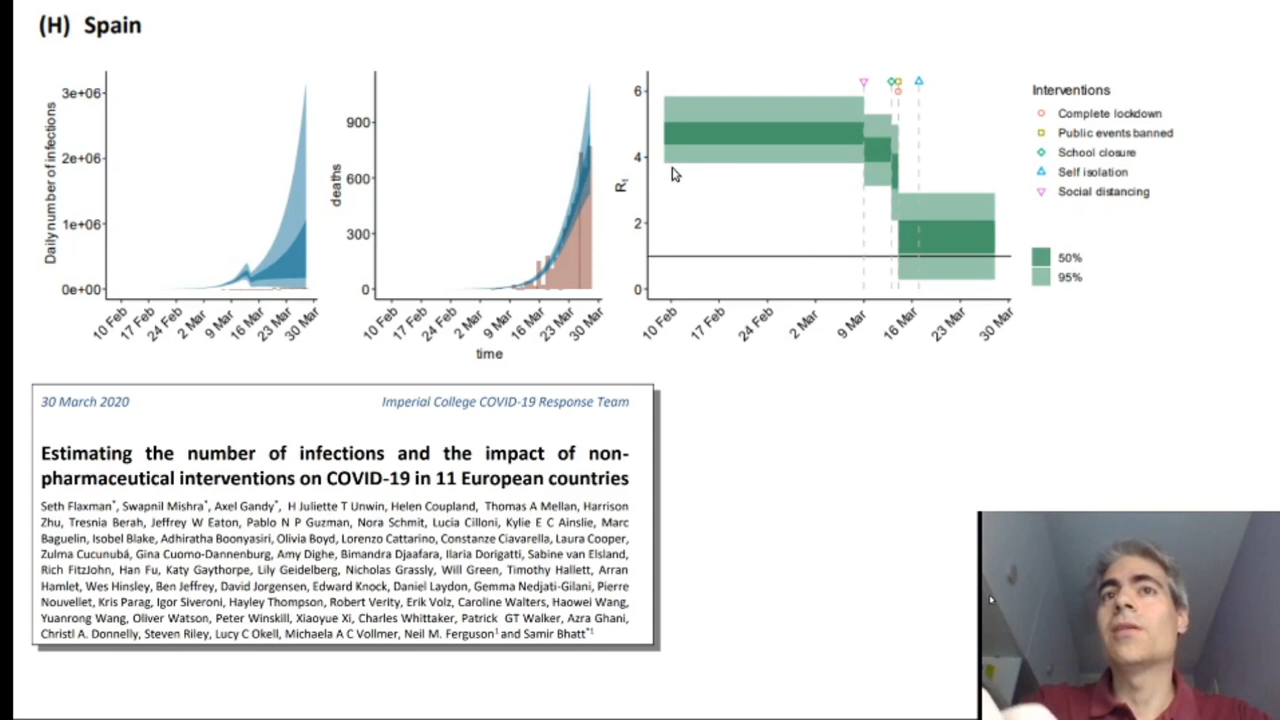 (H) Spain
Daily number of infections
3e+06
2e+06
1e+06
0e+00
10 Feb
17 Feb
24 Feb
2 Mar
9 Mar
16 Mar
23 Mar
30 Mar
deaths
900
600
300
0
10 Feb
17 Feb
24 Feb
2 Mar
9 Mar
16 Mar
23 Mar
30 Mar
time
Rt
6
4
2
0
10 Feb
17 Feb
24 Feb
2 Mar
9 Mar
16 Mar
23 Mar
30 Mar
Interventions
Complete lockdown
Public events banned
School closure
Self isolation
Social distancing
50%
95%
30 March 2020 Imperial College COVID-19 Response Team
Estimating the number of infections and the impact of non-
pharmaceutical interventions on COVID-19 in 11 European countries
Seth Flaxman*, Swapnil Mishra*, Axel Gandy*, H Juliette T Unwin, Helen Coupland, Thomas A Mellan, Harrison
Zhu, Tresnia Berah, Jeffrey W Eaton, Pablo N P Guzman, Nora Schmit, Lucia Cilloni, Kylie E C Ainslie, Marc
Baguelin, Isobel Blake, Adhiratha Boonyasiri, Olivia Boyd, Lorenzo Cattarino, Constanze Ciavarella, Laura Cooper,
Zulma Cucunubá, Gina Cuomo-Dannenburg, Amy Dighe, Bimandra Djaafara, Ilaria Dorigatti, Sabine van Elsland,
Rich FitzJohn, Han Fu, Katy Gaythorpe, Lily Geidelberg, Nicholas Grassly, Will Green, Timothy Hallett, Arran
Hamlet, Wes Hinsley, Ben Jeffrey, David Jorgensen, Edward Knock, Daniel Laydon, Gemma Nedjati-Gilani, Pierre
Nouvellet, Kris Parag, Igor Siveroni, Hayley Thompson, Robert Verity, Erik Volz, Caroline Walters, Haowei Wang,
Yuanrong Wang, Oliver Watson, Peter Winskill, Xiaoyue Xi, Charles Whittaker, Patrick GT Walker, Azra Ghani,
Christl A. Donnelly, Steven Riley, Lucy C Okell, Michaela A C Vollmer, Neil M. Ferguson¹ and Samir Bhatt*¹